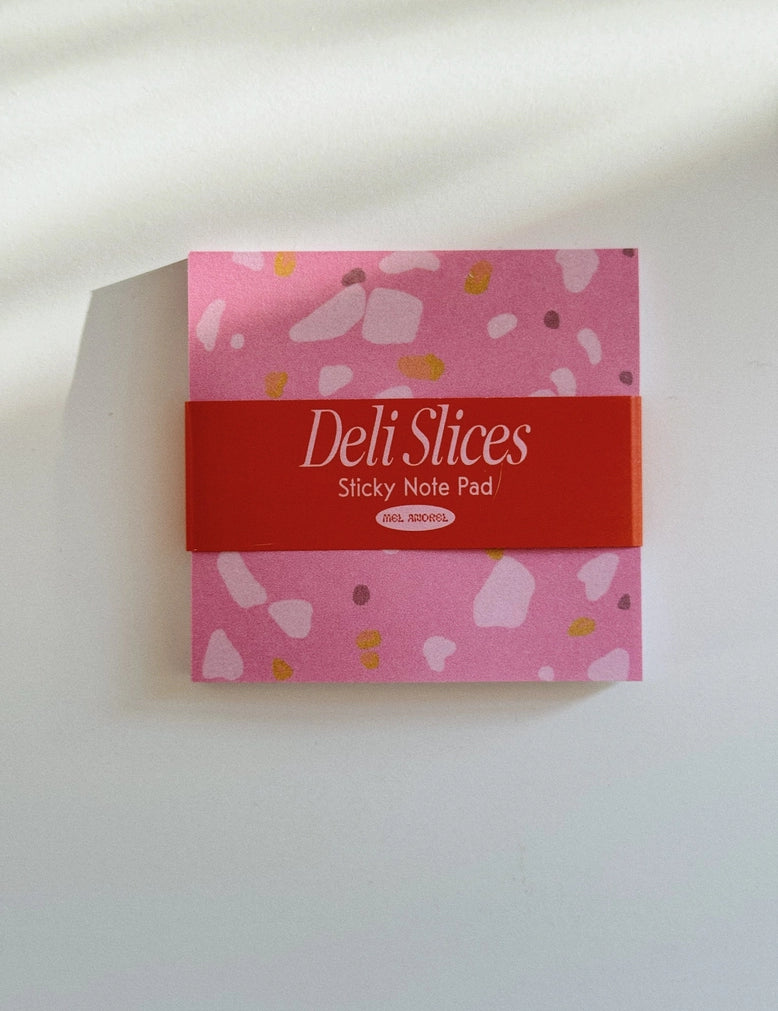 Deli Slices
Sticky Note Pad
MEL ANOREL